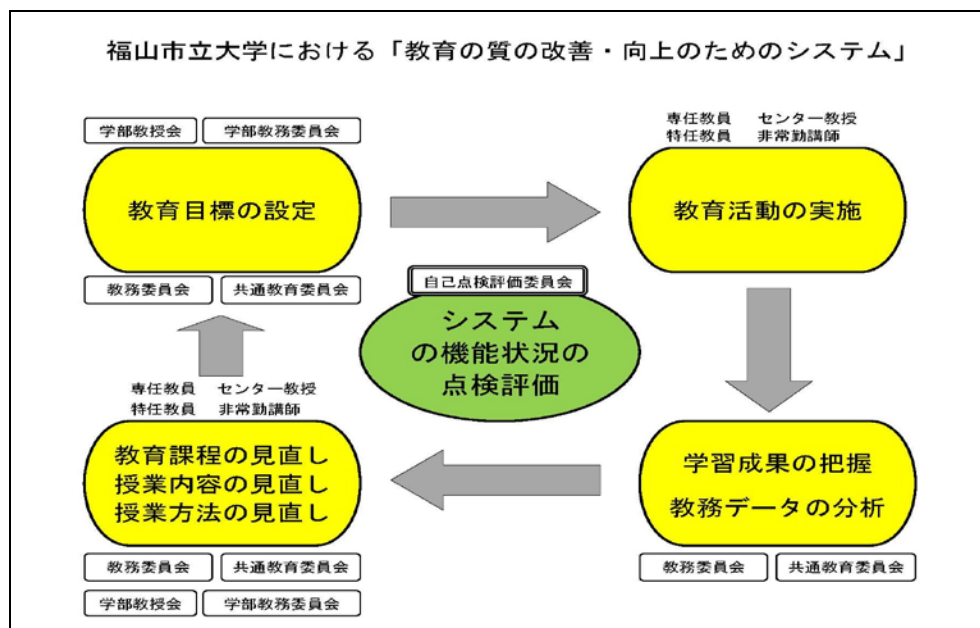 福山市立大学における「教育の質の改善・向上のためのシステム」
学部教授会
学部教務委員会
教育目標の設定
教務委員会
共通教育委員会
専任教員 センター教授
特任教員 非常勤講師
教育活動の実施
自己点検評価委員会
システム
の機能状況の
点検評価
専任教員 センター教授
特任教員 非常勤講師
教育課程の見直し
授業内容の見直し
授業方法の見直し
教務委員会
共通教育委員会
学部教授会
学部教務委員会
学習成果の把握
教務データの分析
教務委員会
共通教育委員会